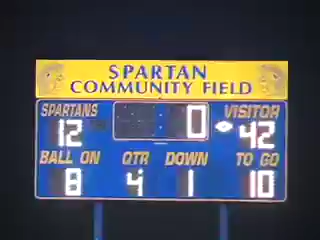 SPARTAN
COMMUNITY FIELD
SPARTANS VISITOR
12 0 42
BALL ON QTR DOWN TO GO
8 4 1 10